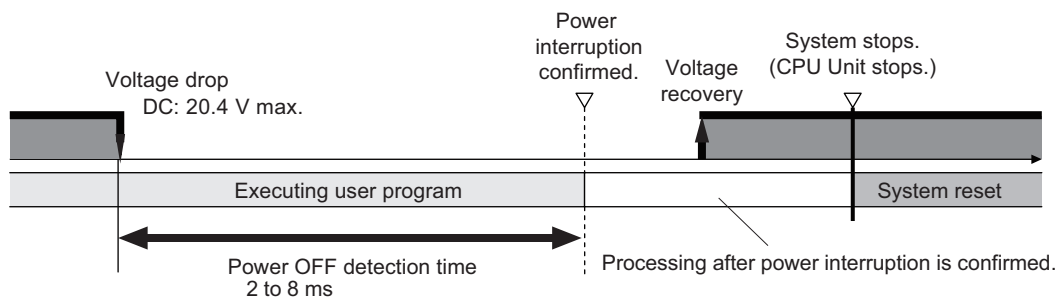 Power
interruption
confirmed.
System stops.
(CPU Unit stops.)
Voltage drop
DC: 20.4 V max.
Voltage
recovery
Executing user program
System reset
Power OFF detection time
2 to 8 ms
Processing after power interruption is confirmed.